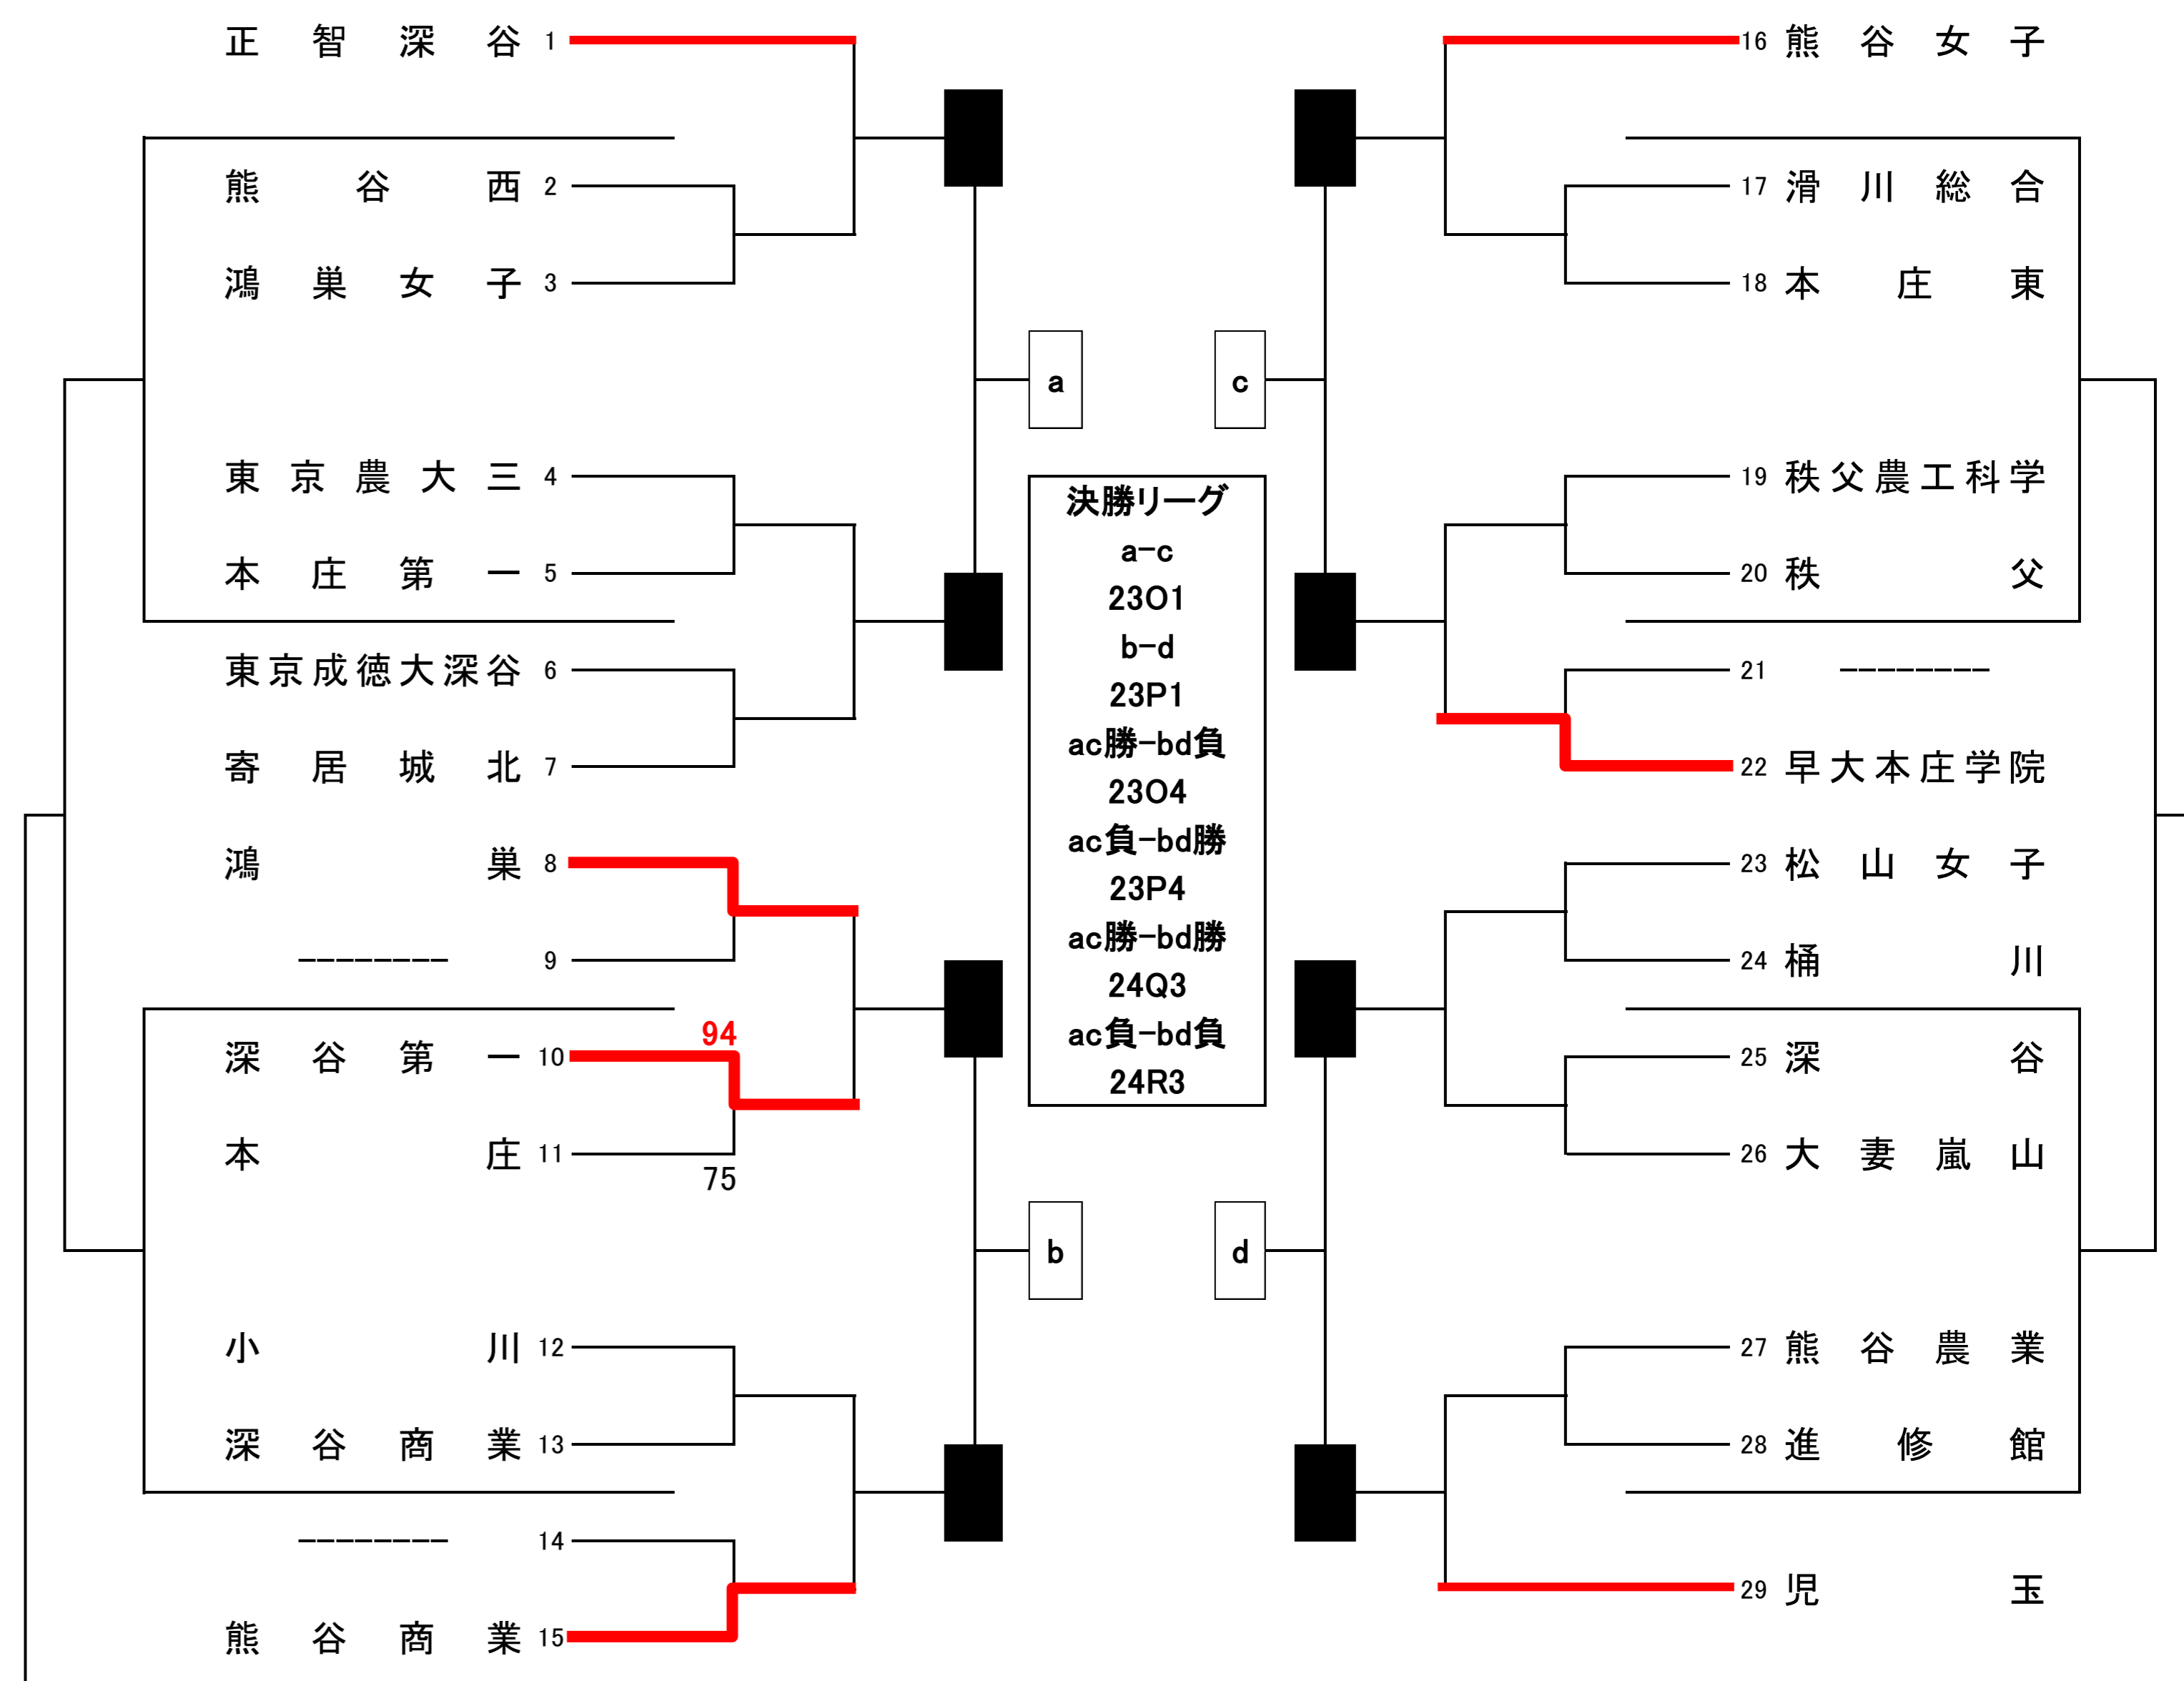 正智深谷 1
熊谷西 2
鴻巣女子 3
東京農大三 4
本庄第一 5
東京成徳大深谷 6
寄居城北 7
鴻巣 8
-------- 9
94
深谷第一 10
本庄 11
75
小川 12
深谷商業 13
-------- 14
熊谷商業 15
a
b
c
d
決勝リーグ
a-c
23O1
b-d
23P1
ac勝-bd負
23O4
ac負-bd勝
23P4
ac勝-bd勝
24Q3
ac負-bd負
24R3
16 熊谷女子
17 滑川総合
18 本庄東
19 秩父農工科学
20 秩父
21 --------
22 早大本庄学院
23 松山女子
24 桶川
25 深谷
26 大妻嵐山
27 熊谷農業
28 進修館
29 児玉